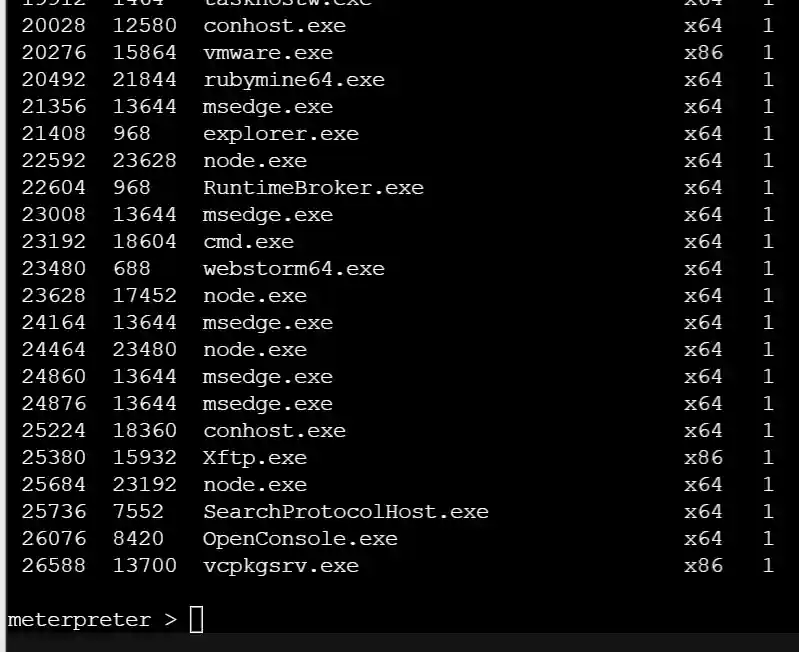 19912 1464 taskhostw.exe x64 1
20028 12580 conhost.exe x64 1
20276 15864 vmware.exe x86 1
20492 21844 rubymine64.exe x64 1
21356 13644 msedge.exe x64 1
21408 968 explorer.exe x64 1
22592 23628 node.exe x64 1
22604 968 RuntimeBroker.exe x64 1
23008 13644 msedge.exe x64 1
23192 18604 cmd.exe x64 1
23480 688 webstorm64.exe x64 1
23628 17452 node.exe x64 1
24164 13644 msedge.exe x64 1
24464 23480 node.exe x64 1
24860 13644 msedge.exe x64 1
24876 13644 msedge.exe x64 1
25224 18360 conhost.exe x64 1
25380 15932 Xftp.exe x86 1
25684 23192 node.exe x64 1
25736 7552 SearchProtocolHost.exe x64 1
26076 8420 OpenConsole.exe x64 1
26588 13700 vcpkgsrv.exe x86 1
meterpreter >